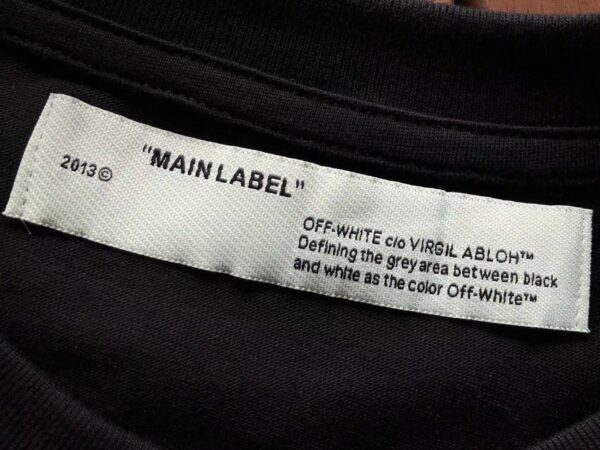 2013©
"MAIN LABEL"
OFF-WHITE c/o VIRGIL ABLOH™
Defining the grey area between black
and white as the color Off-White™